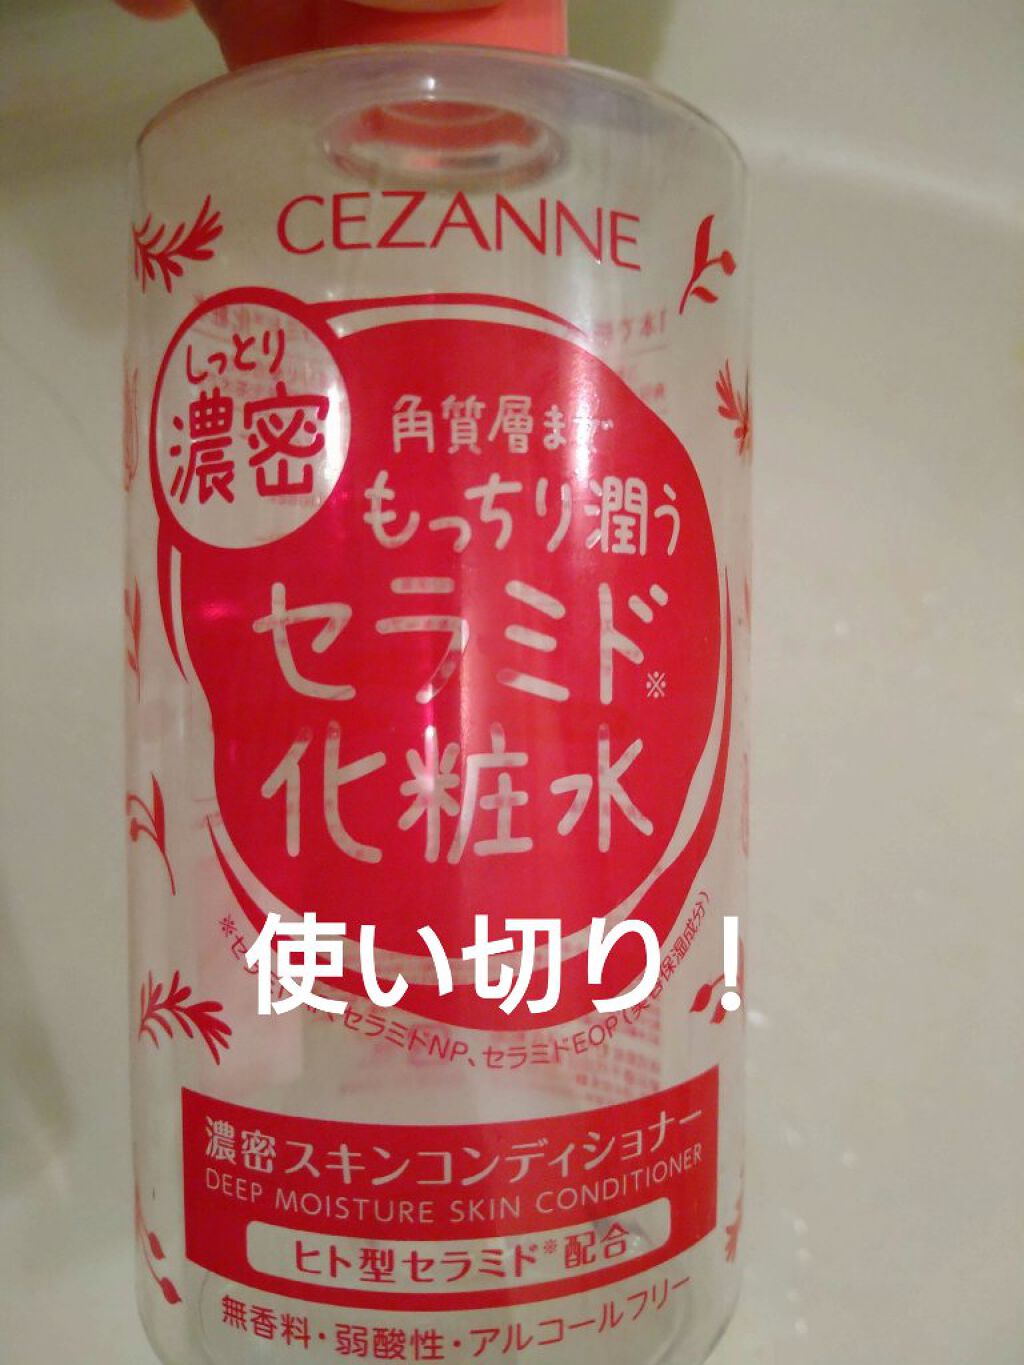 CEZANNE
しっとり
濃密
角質層まで
もっちり潤う
セラミド※
化粧水
使い切り！
セラミドNP、セラミドEOP
保湿成分)
濃密スキンコンディショナー
DEEP MOISTURE SKIN CONDITIONER
ヒト型セラミド※配合
無香料・弱酸性・アルコールフリー